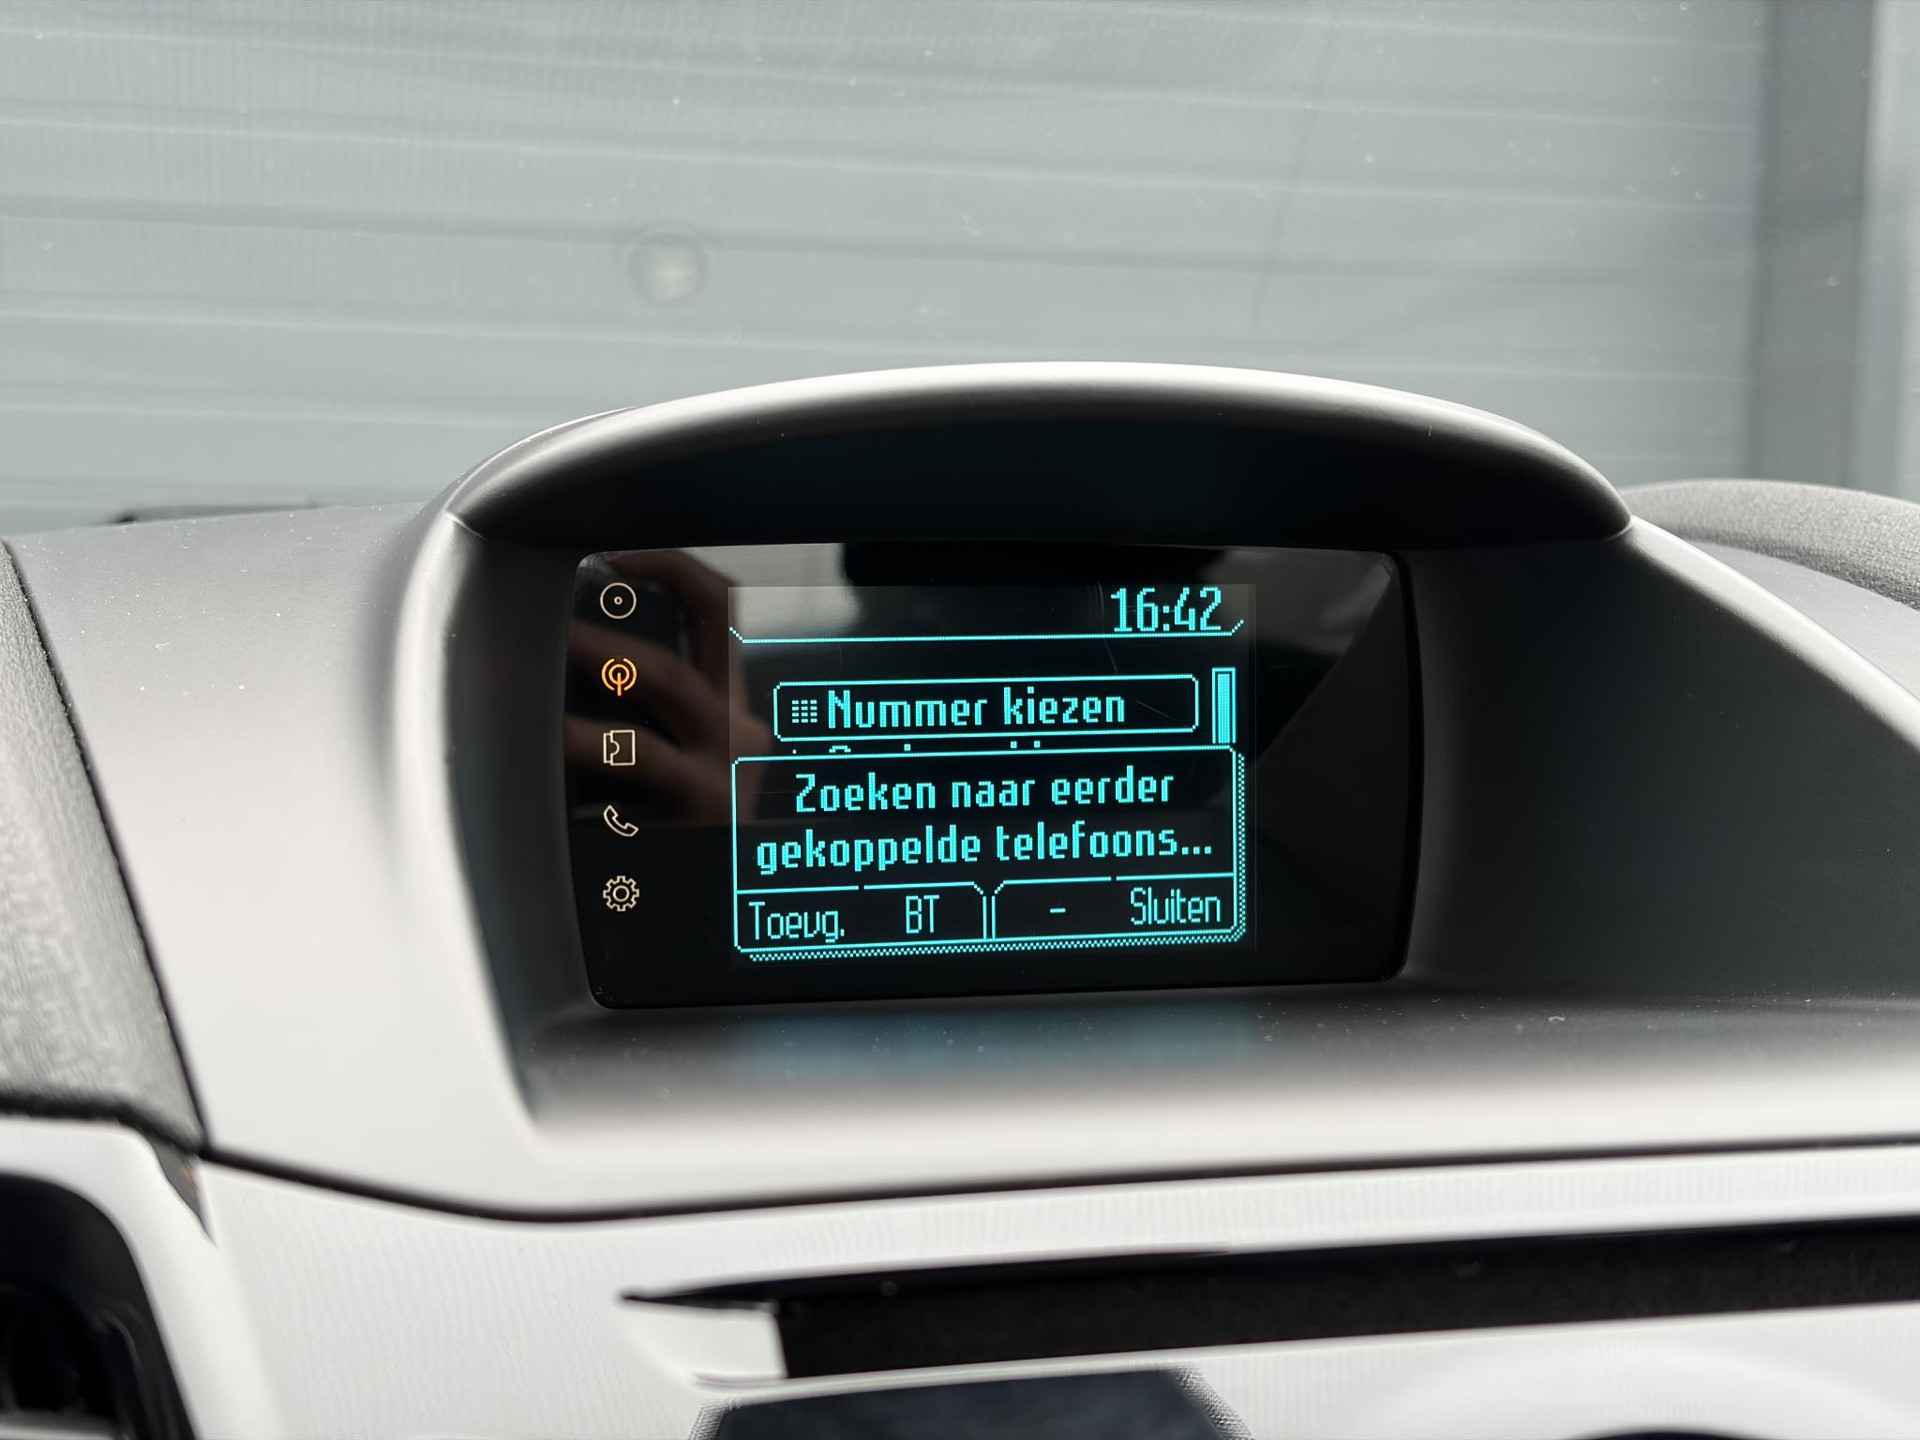 16:42
Nummer kiezen
Zoeken naar eerder
gekoppelde telefoons...
Toevg. BT - Sluiten